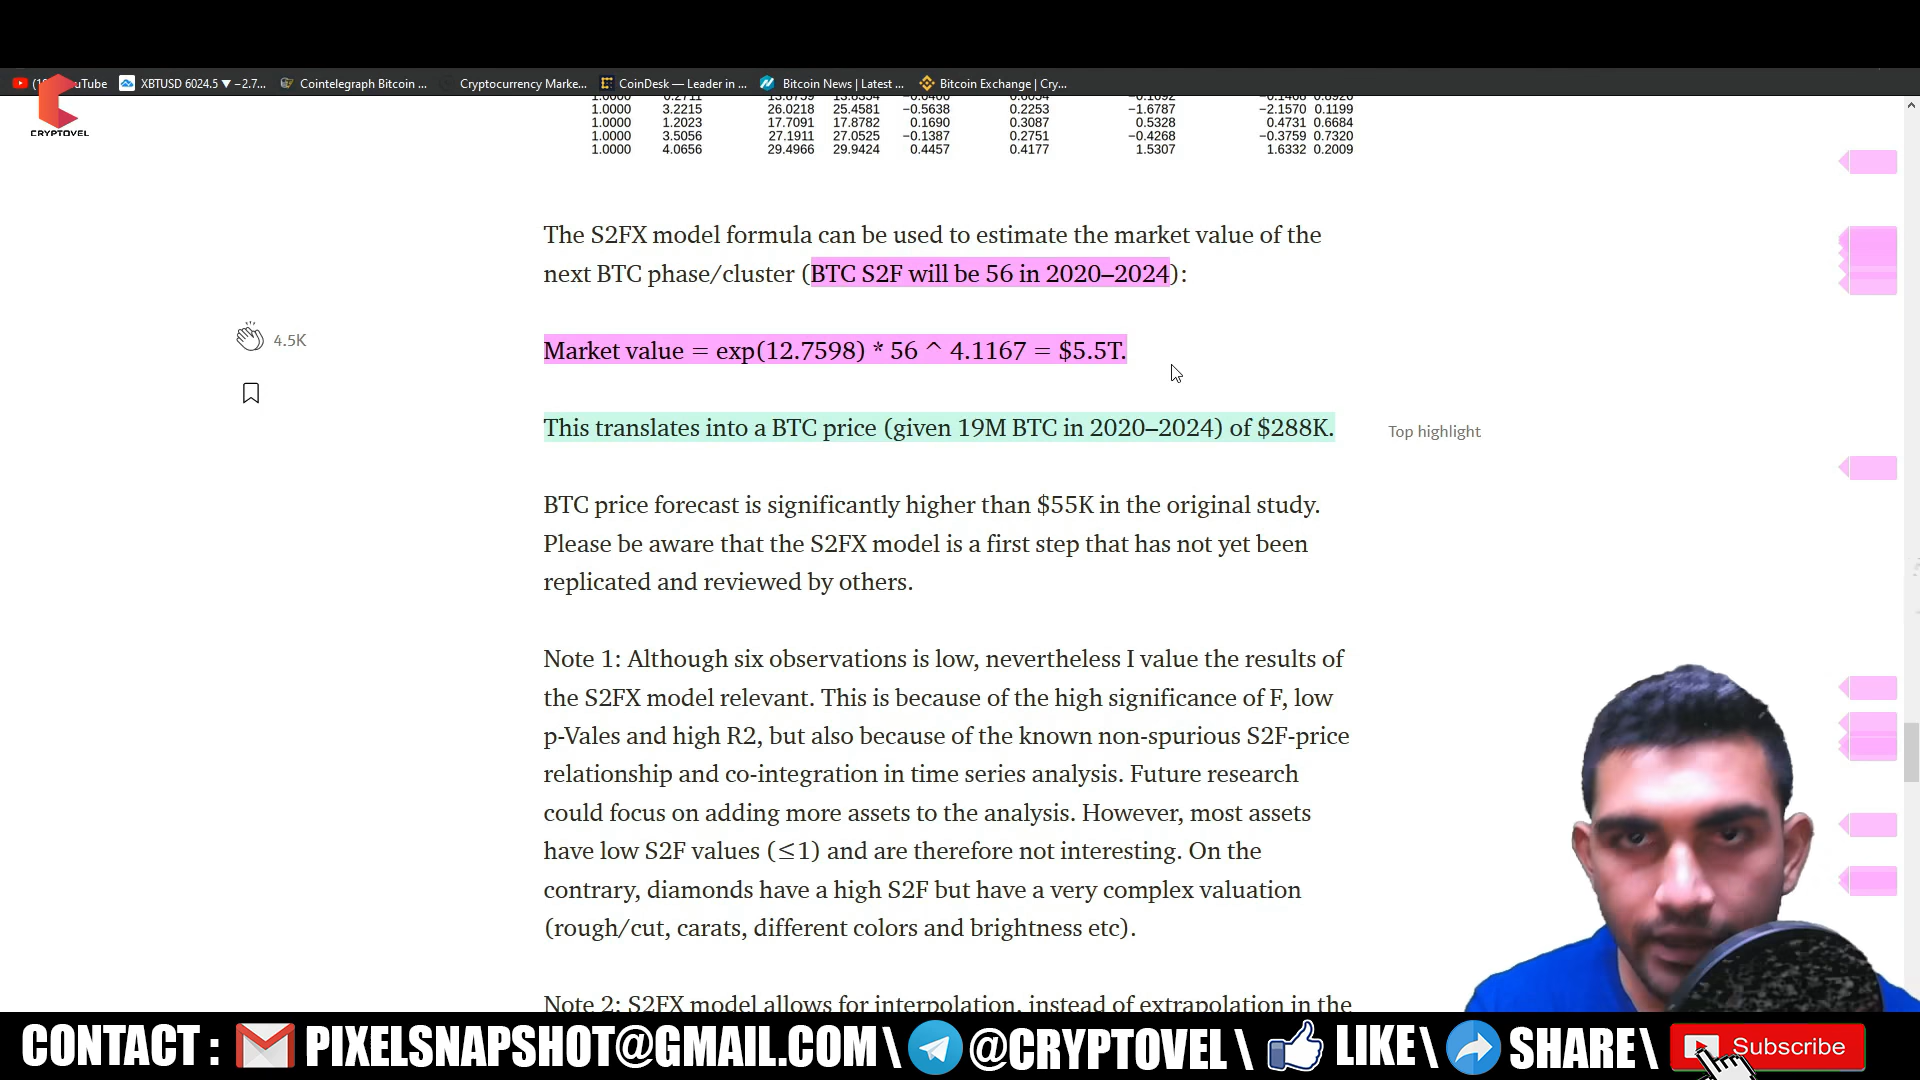 (19 uTube XBTUSD 6024.5 ▼ −2.7... Cointelegraph Bitcoin ... Cryptocurrency Marke... CoinDesk — Leader in ... Bitcoin News | Latest ... Bitcoin Exchange | Cry...
CRYPTOVEL
1.0000 3.2215 26.0218 25.4581 −0.5638 0.2253 −1.6787 −2.1570 0.1199
1.0000 1.2023 17.7091 17.8782 0.1690 0.3087 0.5328 0.4731 0.6684
1.0000 3.5056 27.1911 27.0525 −0.1387 0.2751 −0.4268 −0.3759 0.7320
1.0000 4.0656 29.4966 29.9424 0.4457 0.4177 1.5307 1.6332 0.2009
The S2FX model formula can be used to estimate the market value of the
next BTC phase/cluster (BTC S2F will be 56 in 2020–2024):
4.5K
Market value = exp(12.7598) * 56 ^ 4.1167 = $5.5T.
This translates into a BTC price (given 19M BTC in 2020–2024) of $288K.
Top highlight
BTC price forecast is significantly higher than $55K in the original study.
Please be aware that the S2FX model is a first step that has not yet been
replicated and reviewed by others.
Note 1: Although six observations is low, nevertheless I value the results of
the S2FX model relevant. This is because of the high significance of F, low
p-Vales and high R2, but also because of the known non-spurious S2F-price
relationship and co-integration in time series analysis. Future research
could focus on adding more assets to the analysis. However, most assets
have low S2F values (≤1) and are therefore not interesting. On the
contrary, diamonds have a high S2F but have a very complex valuation
(rough/cut, carats, different colors and brightness etc).
Note 2: S2FX model allows for interpolation, instead of extrapolation in the
CONTACT : PIXELSNAPSHOT@GMAIL.COM \ @CRYPTOVEL \ LIKE \ SHARE \ Subscribe